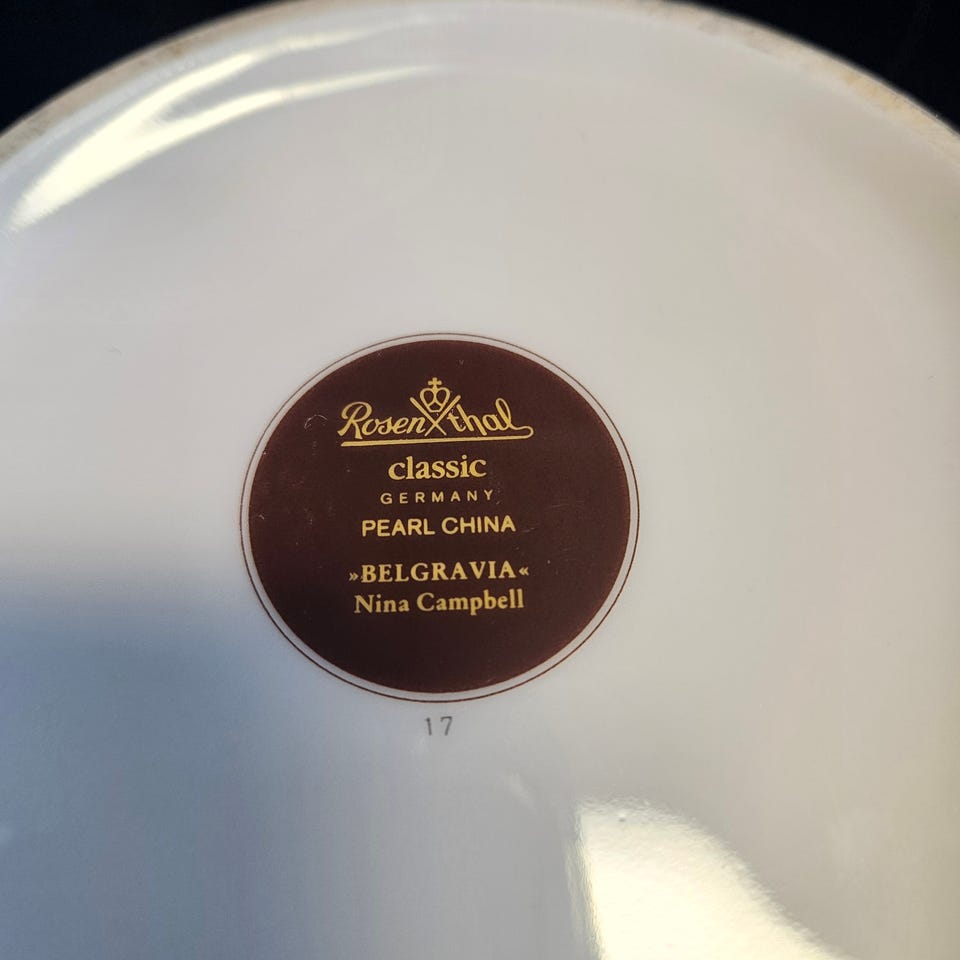 Rosenthal
classic
GERMANY
PEARL CHINA
»BELGRAVIA«
Nina Campbell
17